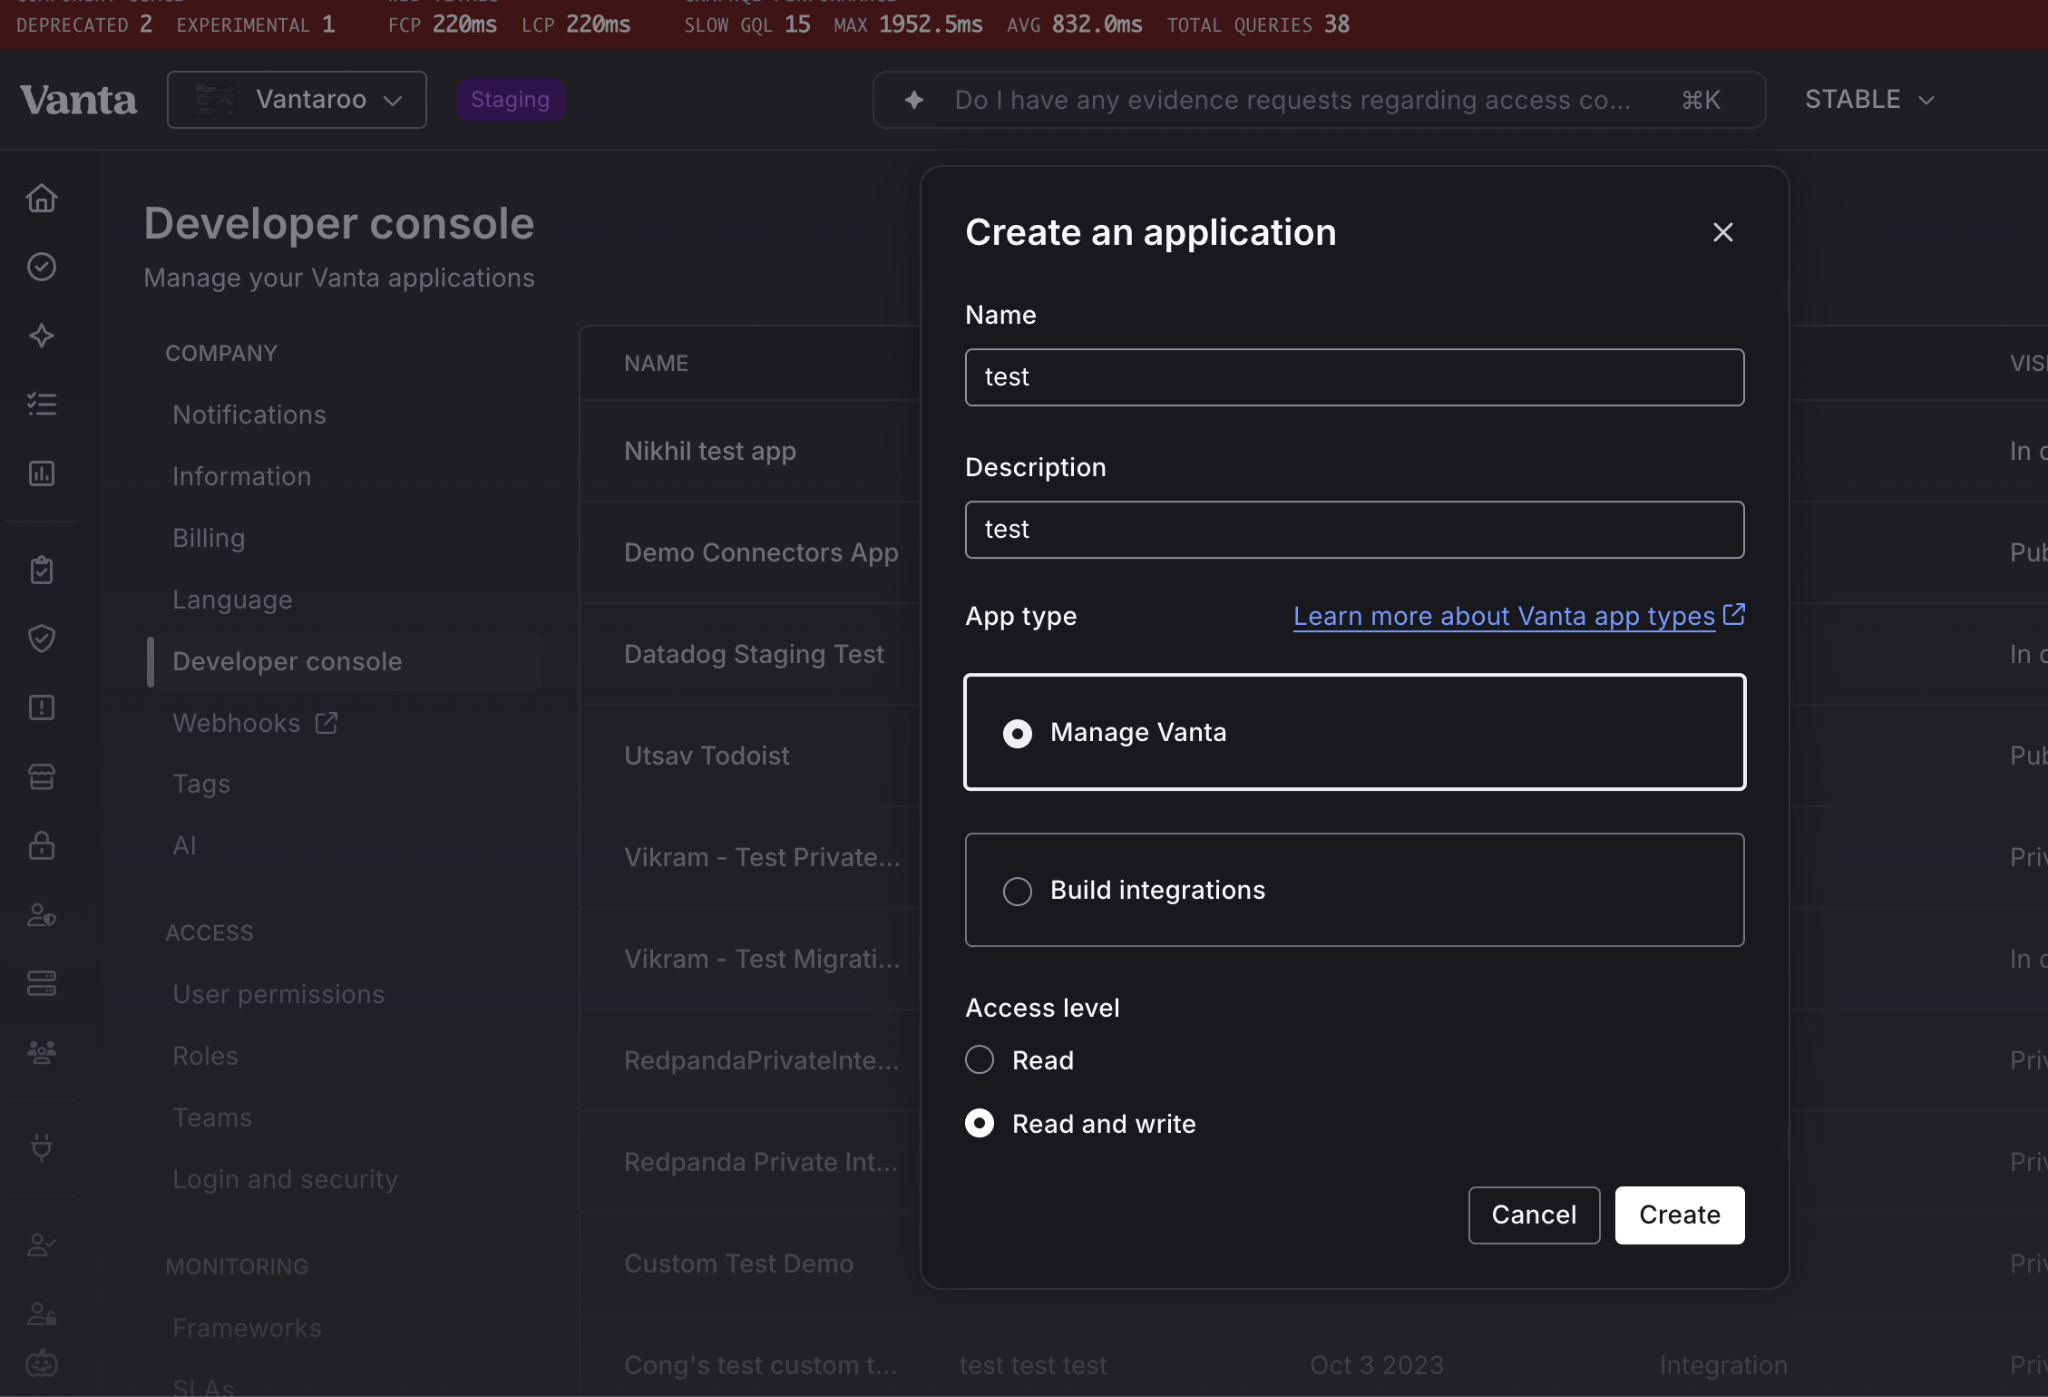 DEPRECATED 2 EXPERIMENTAL 1 FCP 220ms LCP 220ms SLOW GQL 15 MAX 1952.5ms AVG 832.0ms TOTAL QUERIES 38
Vanta
Vantaroo
Staging
Do I have any evidence requests regarding access co... ⌘K
STABLE
Developer console
Manage your Vanta applications
COMPANY
Notifications
Information
Billing
Language
Developer console
Webhooks
Tags
AI
ACCESS
User permissions
Roles
Teams
Login and security
MONITORING
Frameworks
SLAs
NAME
Nikhil test app
Demo Connectors App
Datadog Staging Test
Utsav Todoist
Vikram - Test Private...
Vikram - Test Migrati...
RedpandaPrivateInte...
Redpanda Private Int...
Custom Test Demo
Cong's test custom t... test test test Oct 3 2023 Integration
Create an application
Name
test
Description
test
App type
Learn more about Vanta app types
Manage Vanta
Build integrations
Access level
Read
Read and write
Cancel
Create